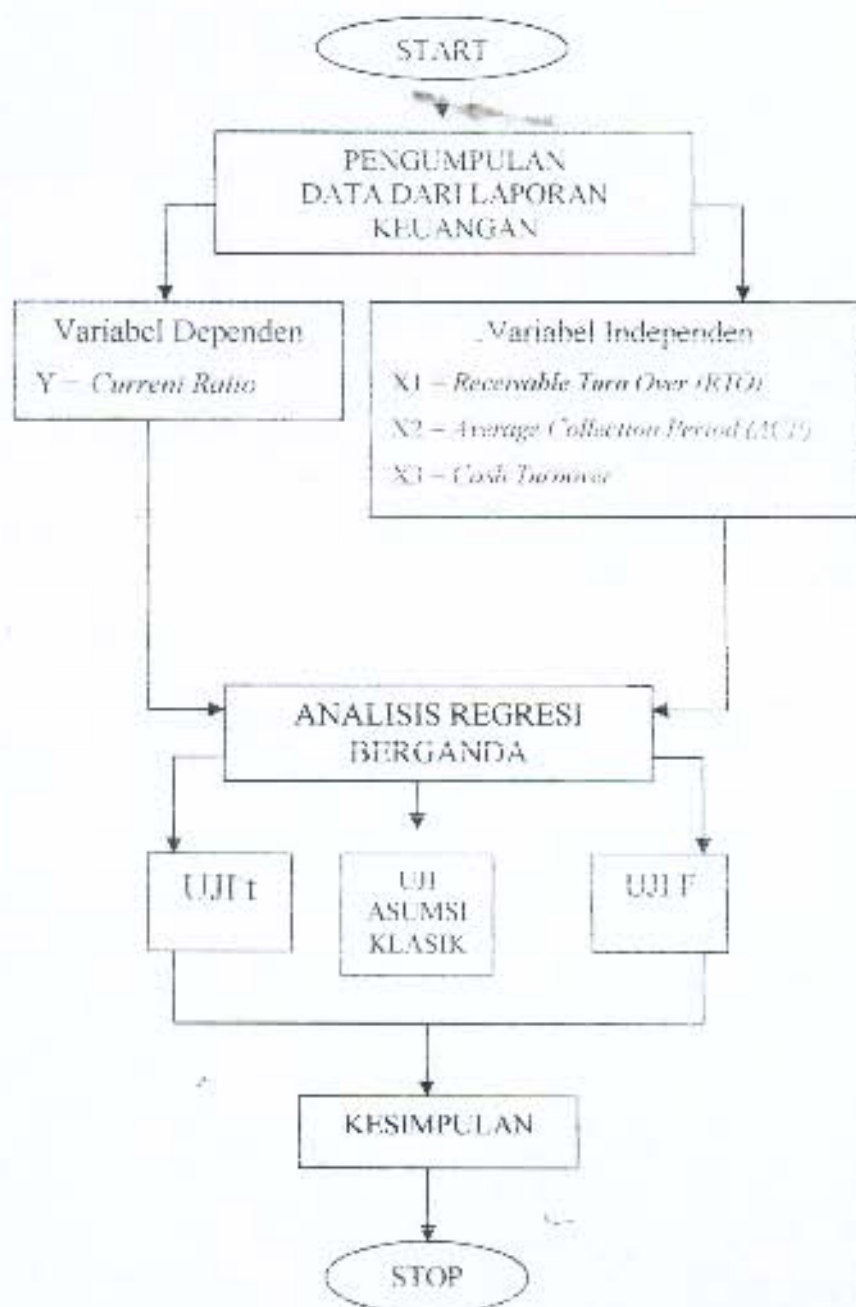 START
PENGUMPULAN
DATA DARI LAPORAN
KEUANGAN
Variabel Dependen
Y = Current Ratio
Variabel Independen
X1 = Receivable Turn Over (RTO)
X2 = Average Collection Period (ACP)
X3 = Cash Turnover
ANALISIS REGRESI
BERGANDA
UJI t
UJI
ASUMSI
KLASIK
UJI F
KESIMPULAN
STOP